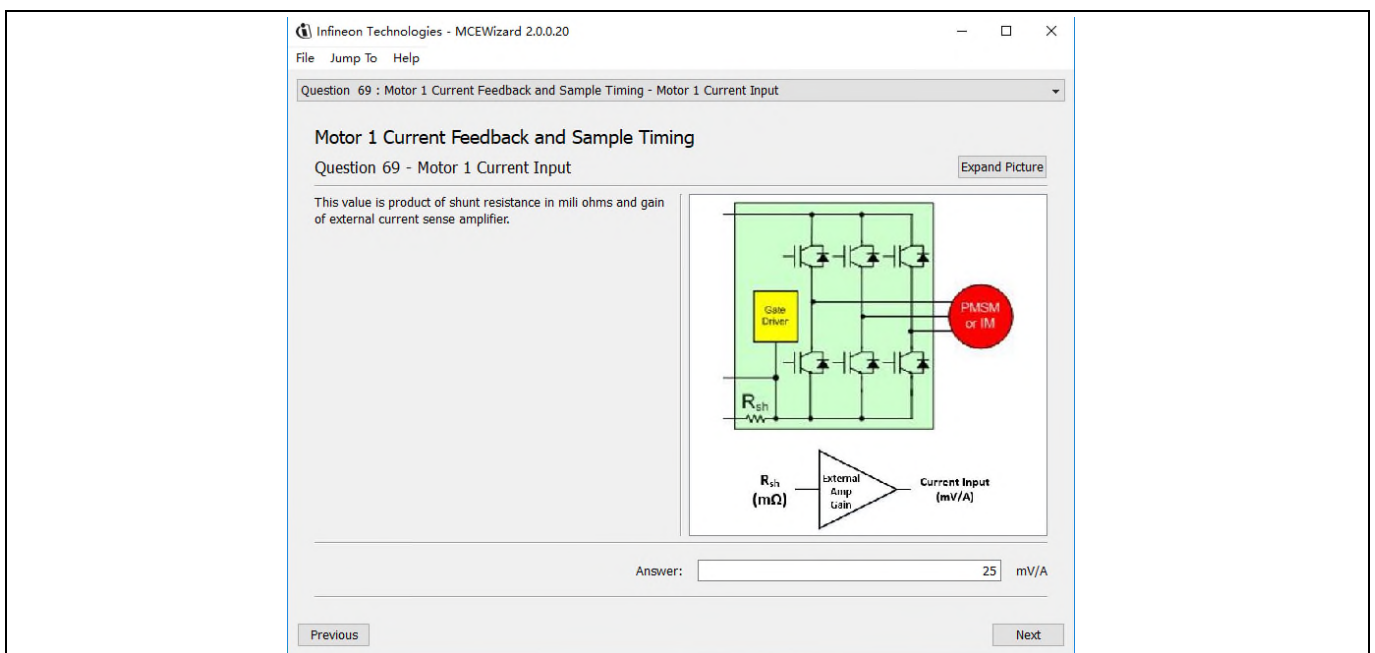 Infineon Technologies - MCEWizard 2.0.0.20
File Jump To Help
Question 69 : Motor 1 Current Feedback and Sample Timing - Motor 1 Current Input
Motor 1 Current Feedback and Sample Timing
Question 69 - Motor 1 Current Input
Expand Picture
This value is product of shunt resistance in mili ohms and gain
of external current sense amplifier.
Gate
Driver
PMSM
or IM
Rsh
Rsh
(mΩ)
External
Amp
Gain
Current Input
(mV/A)
Answer: 25 mV/A
Previous Next